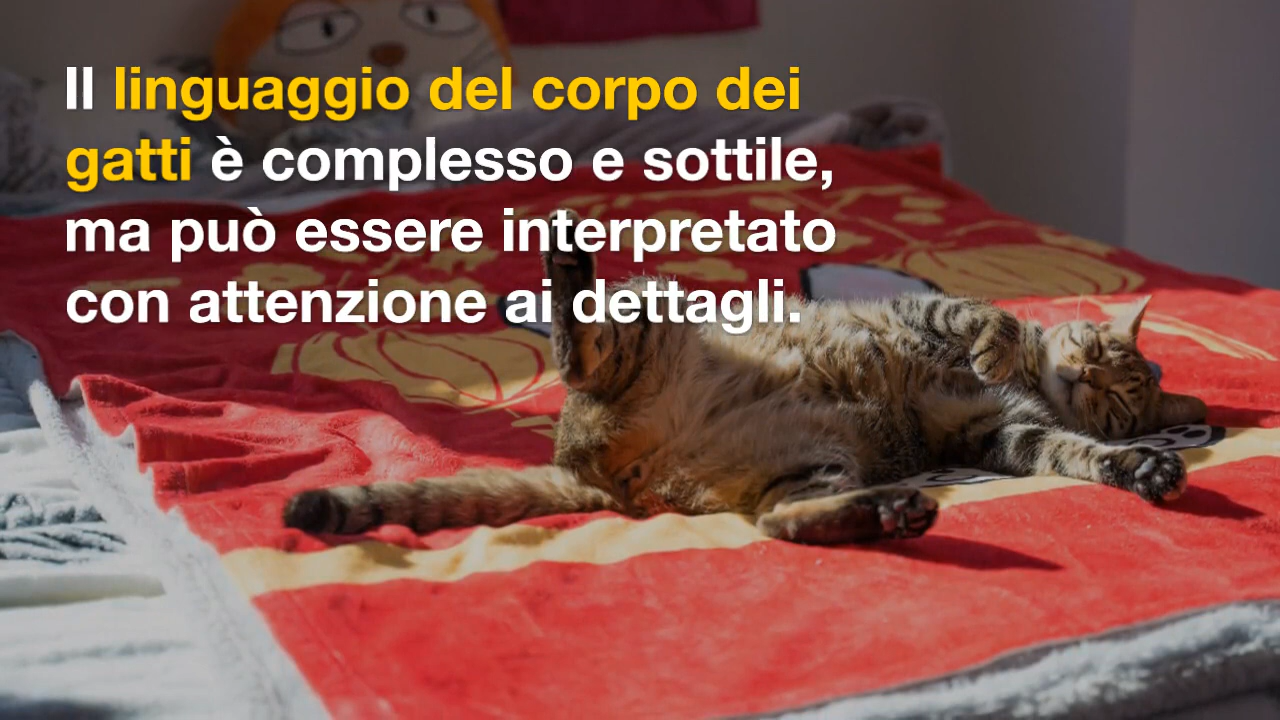 Il linguaggio del corpo dei
gatti è complesso e sottile,
ma può essere interpretato
con attenzione ai dettagli.